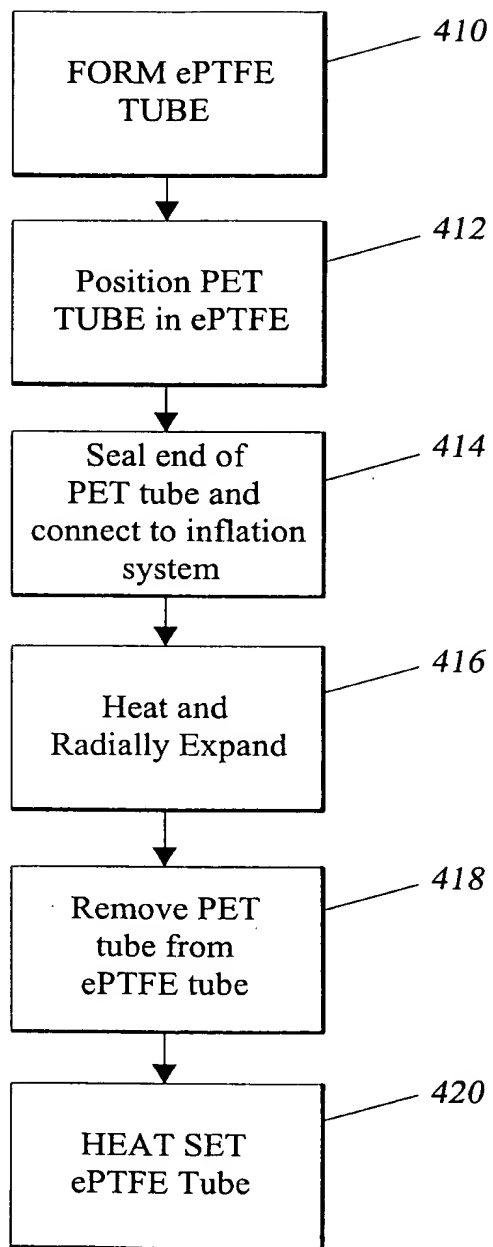 410
FORM ePTFE
TUBE
412
Position PET
TUBE in ePTFE
414
Seal end of
PET tube and
connect to inflation
system
416
Heat and
Radially Expand
418
Remove PET
tube from
ePTFE tube
420
HEAT SET
ePTFE Tube